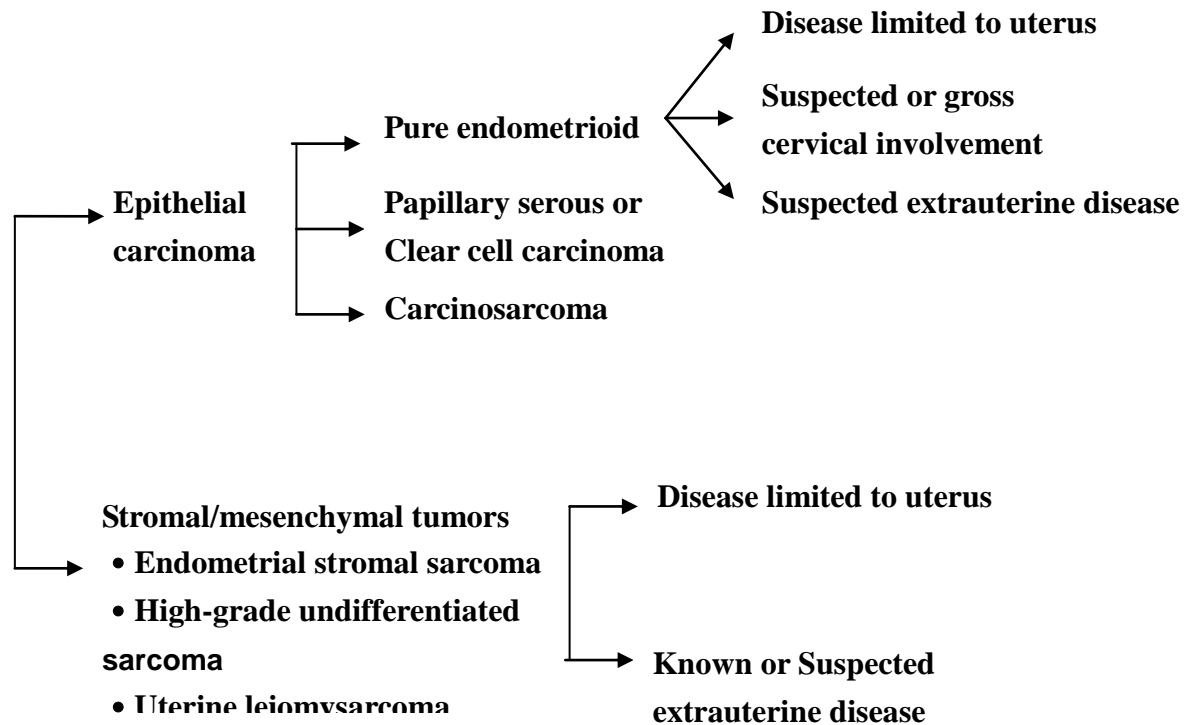 Disease limited to uterus
Suspected or gross
cervical involvement
Suspected extrauterine disease
Pure endometrioid
Papillary serous or
Clear cell carcinoma
Carcinosarcoma
Epithelial
carcinoma
Stromal/mesenchymal tumors
• Endometrial stromal sarcoma
• High-grade undifferentiated
sarcoma
• Uterine leiomysarcoma
Disease limited to uterus
Known or Suspected
extrauterine disease